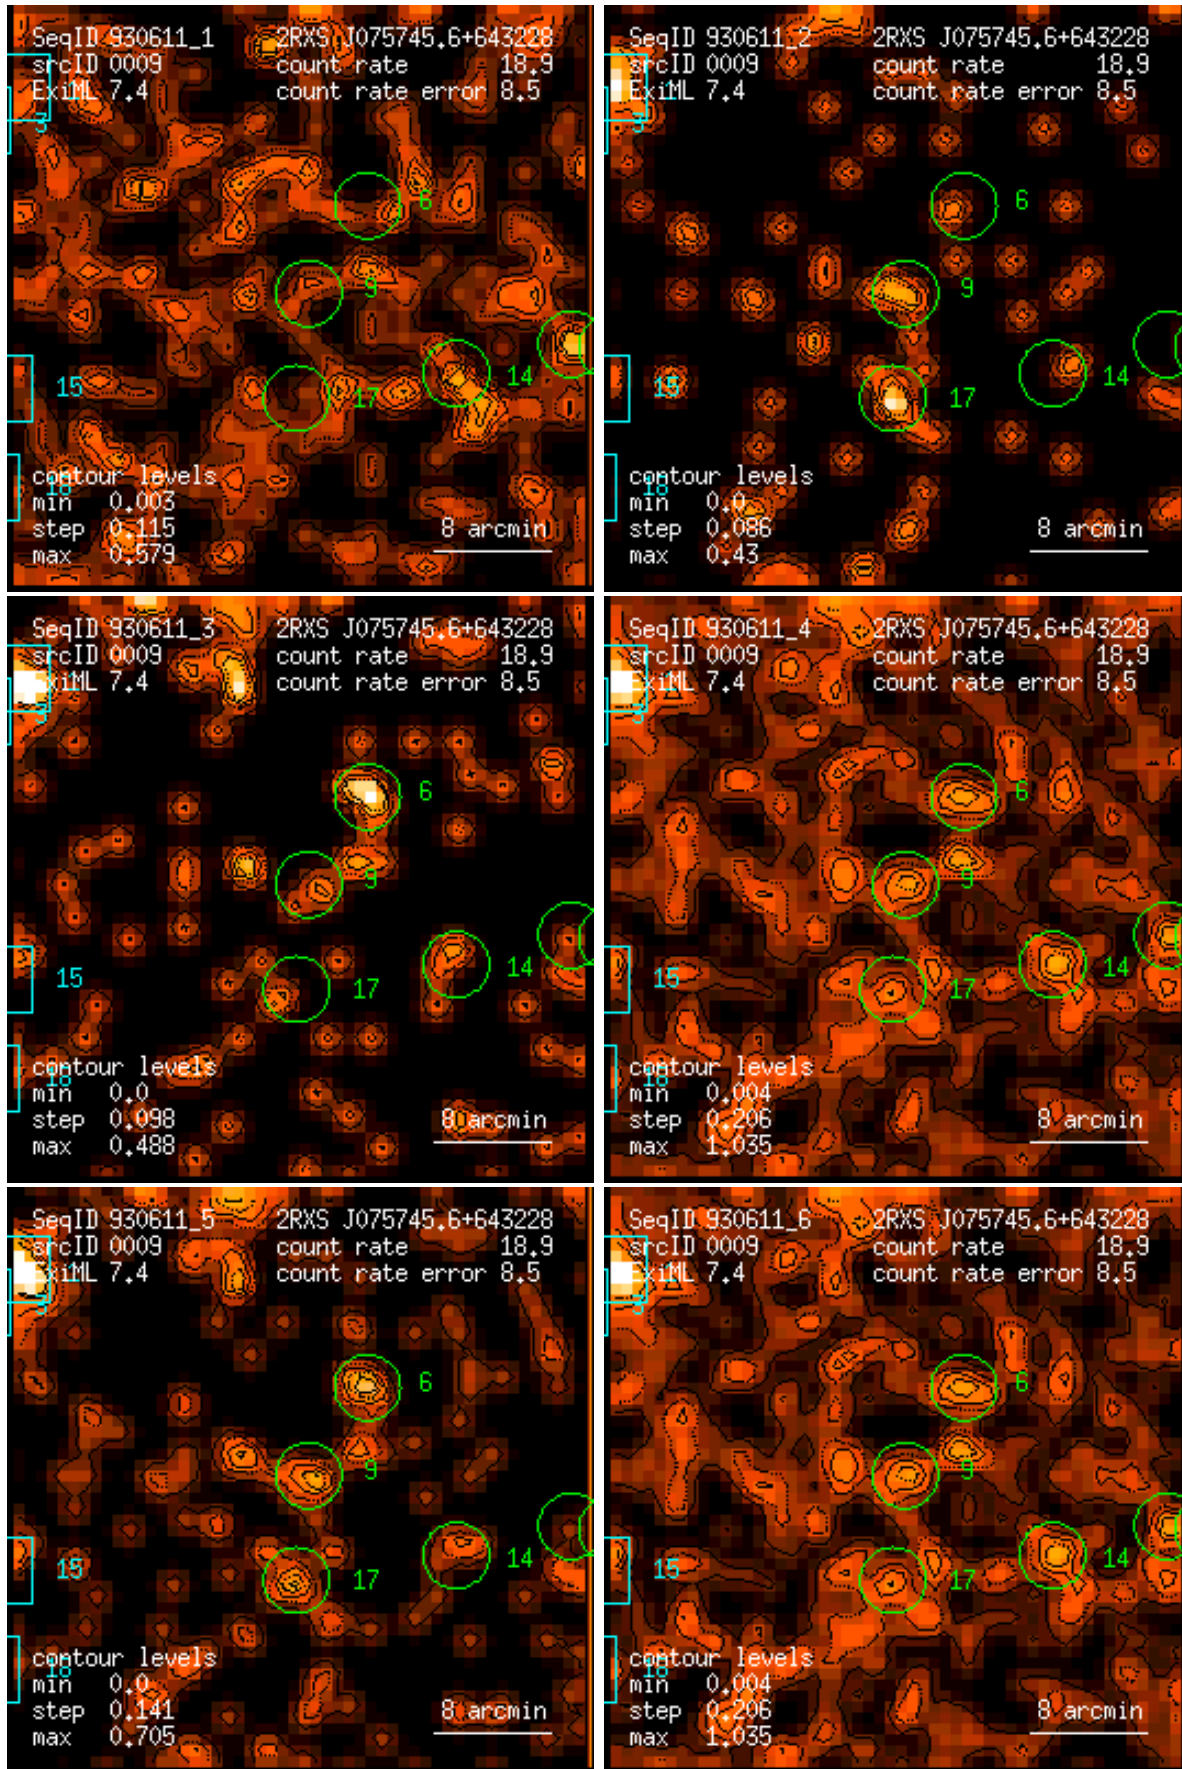 SeqID 930611_1 2RXS J075745.6+643228
srcID 0009 count rate 18.9
ExiML 7.4 count rate error 8.5
3
6
9
15 14
17
contour levels
18
min 0.003
step 0.115 8 arcmin
max 0.579
SeqID 930611_2 2RXS J075745.6+643228
srcID 0009 count rate 18.9
ExiML 7.4 count rate error 8.5
3
6
9
15 14
17
contour levels
18
min 0.0
step 0.086 8 arcmin
max 0.43
SeqID 930611_3 2RXS J075745.6+643228
srcID 0009 count rate 18.9
ExiML 7.4 count rate error 8.5
3
6
9
15 14
17
contour levels
18
min 0.0
step 0.098 8 arcmin
max 0.488
SeqID 930611_4 2RXS J075745.6+643228
srcID 0009 count rate 18.9
ExiML 7.4 count rate error 8.5
3
6
9
15 14
17
contour levels
18
min 0.004
step 0.206 8 arcmin
max 1.035
SeqID 930611_5 2RXS J075745.6+643228
srcID 0009 count rate 18.9
ExiML 7.4 count rate error 8.5
3
6
9
15 14
17
contour levels
18
min 0.0
step 0.141 8 arcmin
max 0.705
SeqID 930611_6 2RXS J075745.6+643228
srcID 0009 count rate 18.9
ExiML 7.4 count rate error 8.5
3
6
9
15 14
17
contour levels
18
min 0.004
step 0.206 8 arcmin
max 1.035